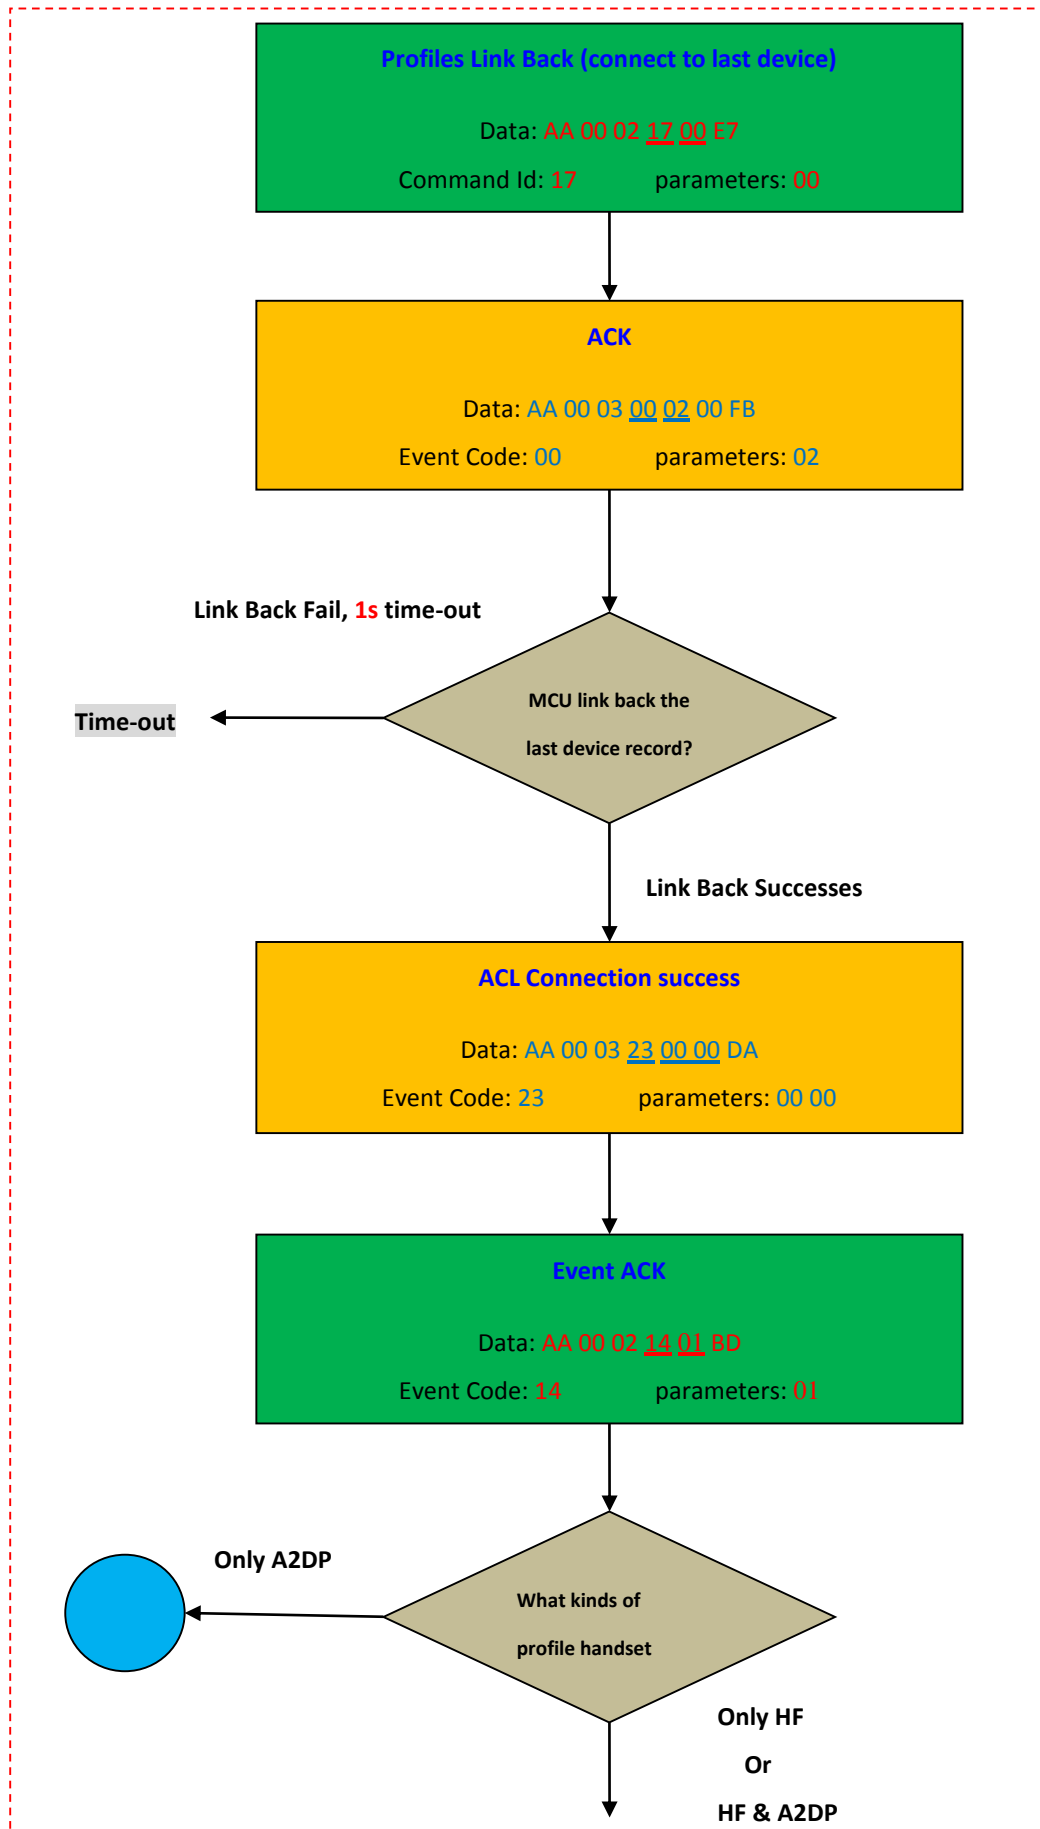 Profiles Link Back (connect to last device)
Data: AA 00 02 17 00 E7
Command Id: 17 parameters: 00
ACK
Data: AA 00 03 00 02 00 FB
Event Code: 00 parameters: 02
Link Back Fail, 1s time-out
MCU link back the
last device record?
Time-out
Link Back Successes
ACL Connection success
Data: AA 00 03 23 00 00 DA
Event Code: 23 parameters: 00 00
Event ACK
Data: AA 00 02 14 01 BD
Event Code: 14 parameters: 01
Only A2DP
What kinds of
profile handset
Only HF
Or
HF & A2DP